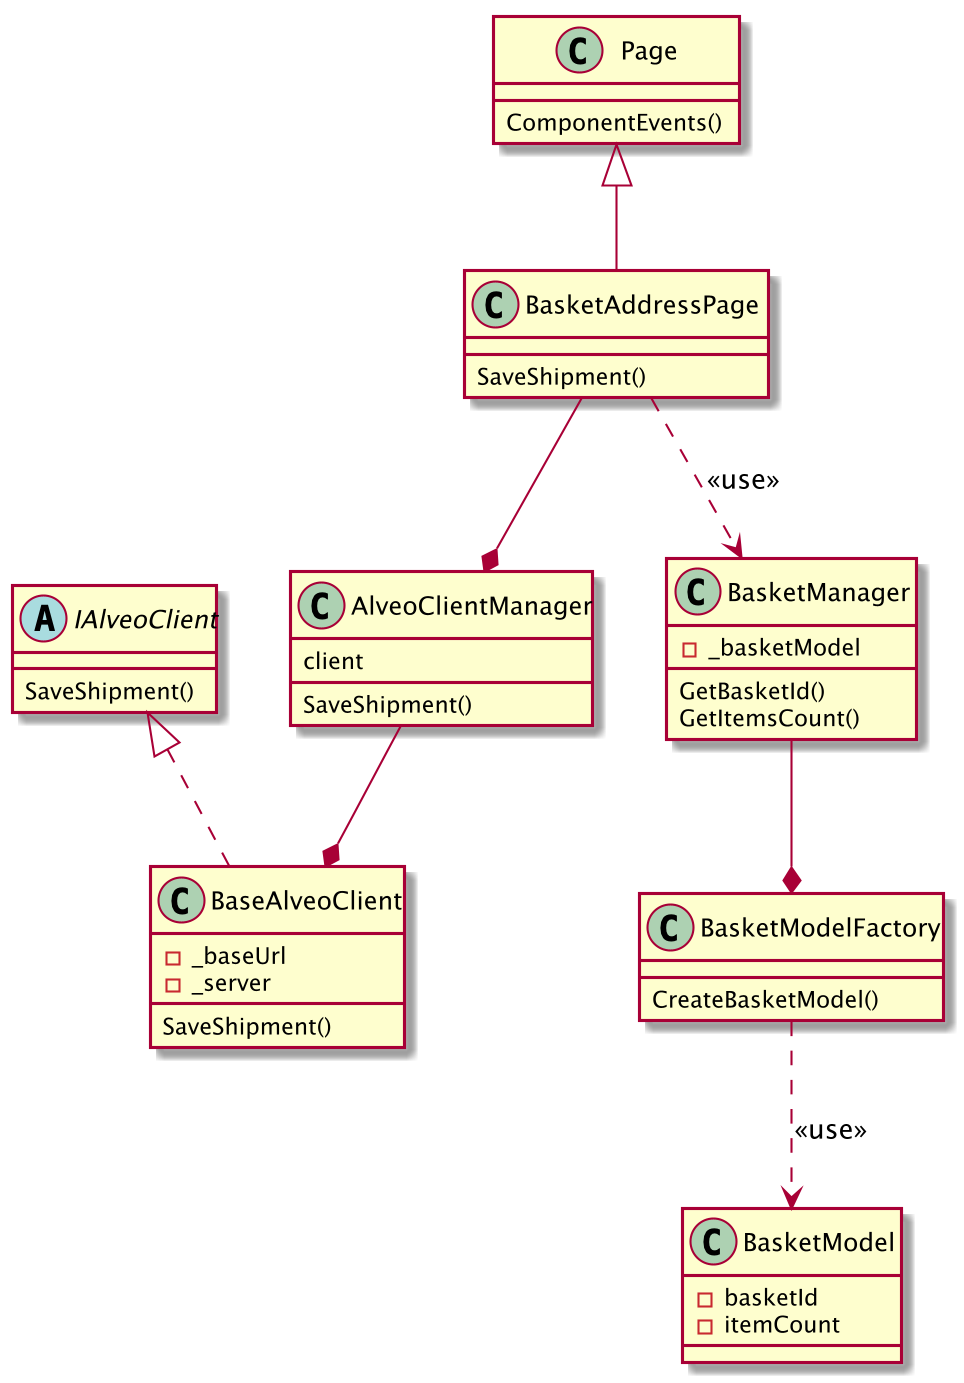 C Page
ComponentEvents()
C BasketAddressPage
SaveShipment()
«use»
A IAlveoClient
SaveShipment()
C AlveoClientManager
client
SaveShipment()
C BasketManager
_basketModel
GetBasketId()
GetItemsCount()
C BaseAlveoClient
_baseUrl
_server
SaveShipment()
C BasketModelFactory
CreateBasketModel()
«use»
C BasketModel
basketId
itemCount